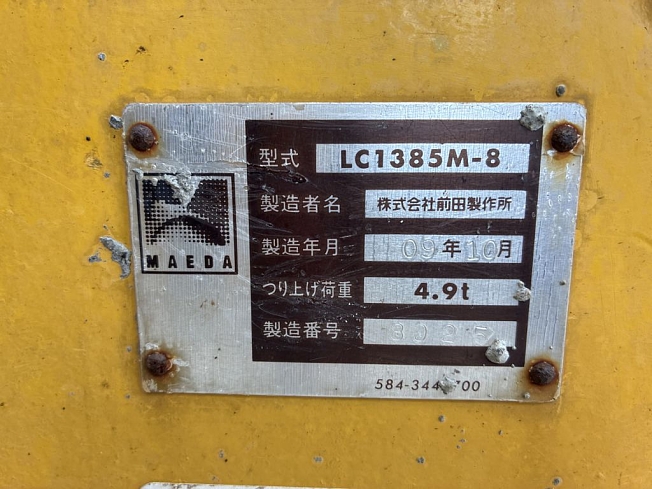 型式 LC1385M-8
製造者名 株式会社前田製作所
MAEDA
製造年月 09年10月
つり上げ荷重 4.9t
製造番号